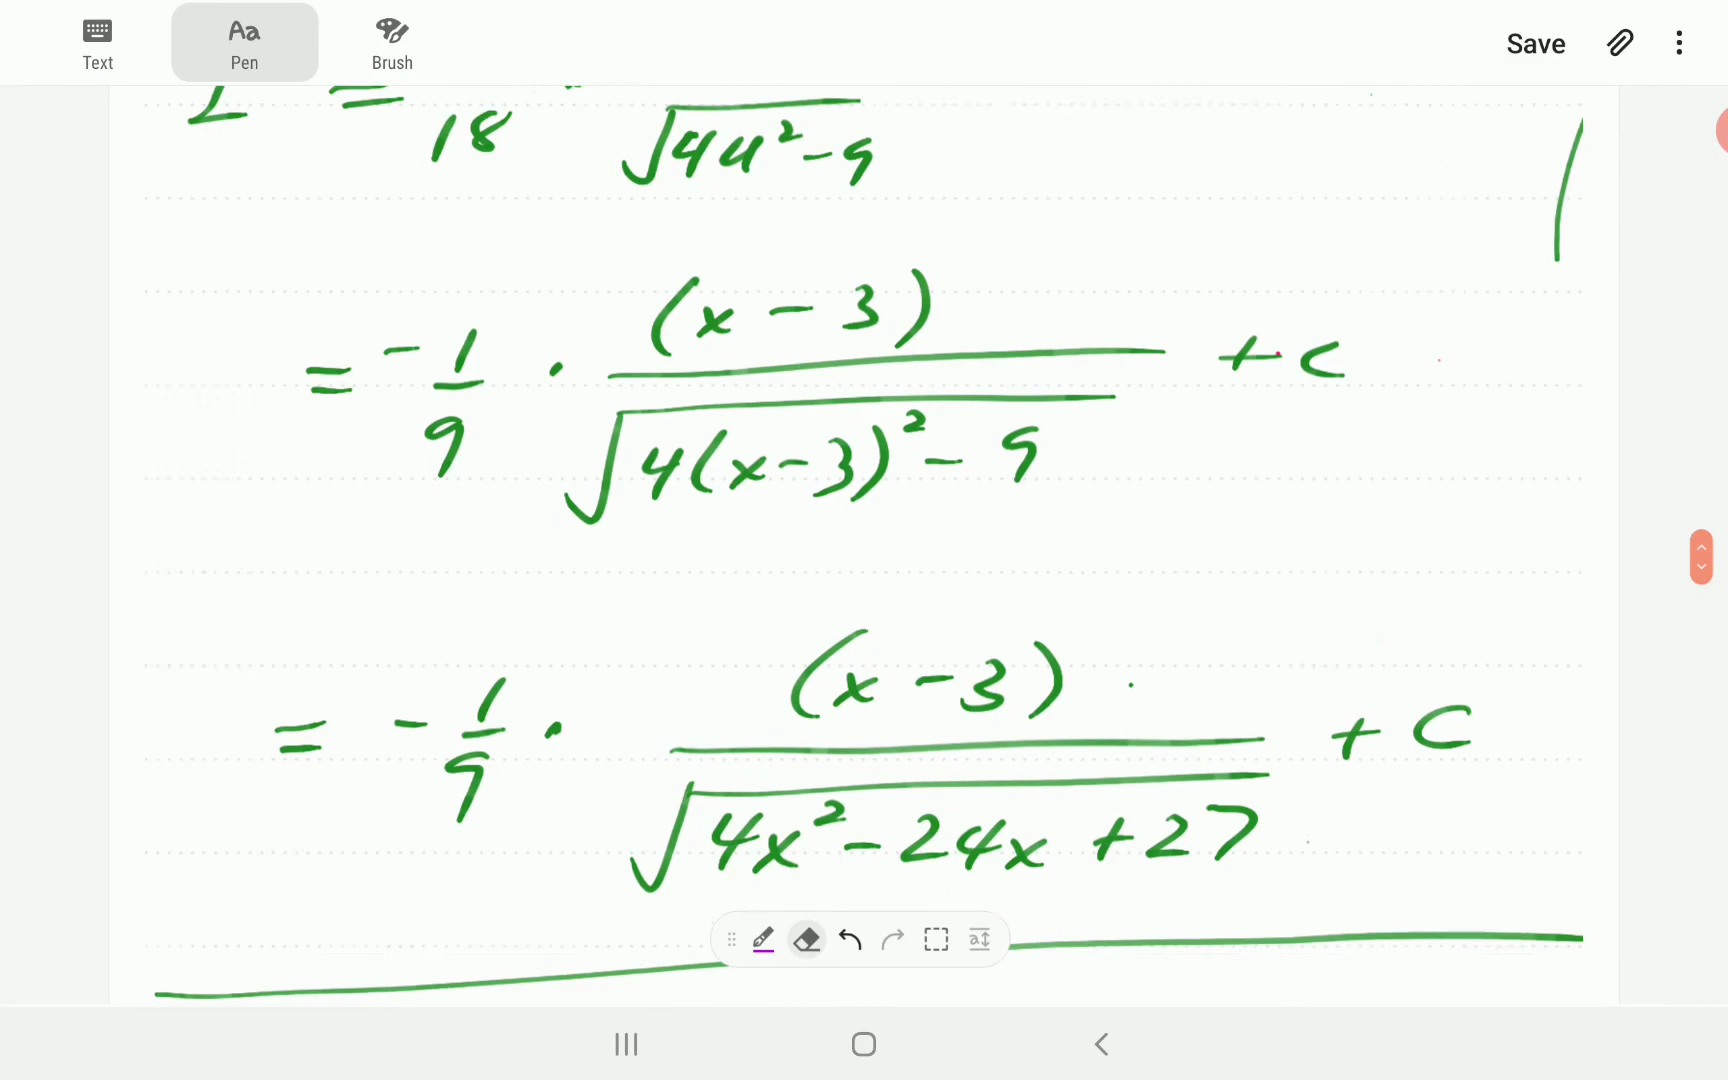 Text Aa Pen Brush Save
= 18 √4u²-9
= -1/9 · (x - 3)/√4(x-3)² - 9 + c
= -1/9 · (x - 3)/√4x² - 24x + 27 + C